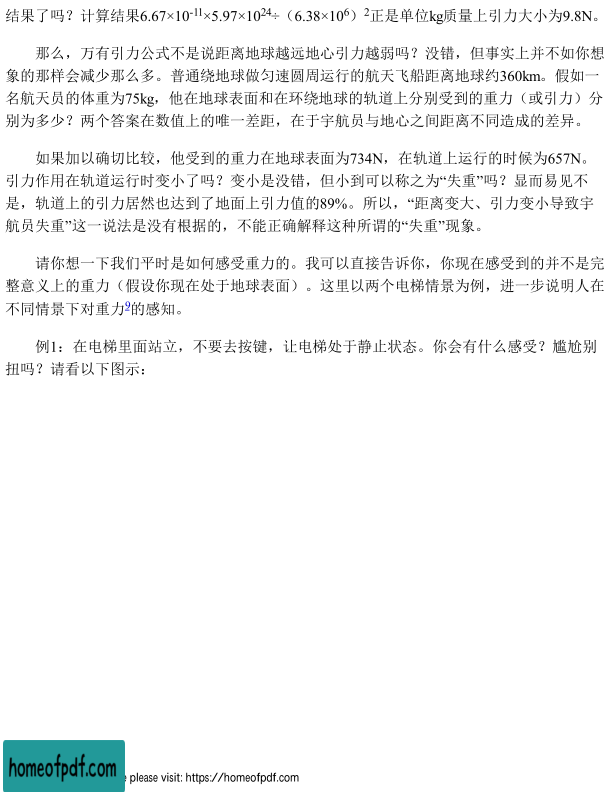 结果了吗？计算结果6.67×10⁻¹¹×5.97×10²⁴÷（6.38×10⁶）²正是单位kg质量上引力大小为9.8N。
那么，万有引力公式不是说距离地球越远地心引力越弱吗？没错，但事实上并不如你想
象的那样会减少那么多。普通绕地球做匀速圆周运行的航天飞船距离地球约360km。假如一
名航天员的体重为75kg，他在地球表面和在环绕地球的轨道上分别受到的重力（或引力）分
别为多少？两个答案在数值上的唯一差距，在于宇航员与地心之间距离不同造成的差异。
如果加以确切比较，他受到的重力在地球表面为734N，在轨道上运行的时候为657N。
引力作用在轨道运行时变小了吗？变小是没错，但小到可以称之为“失重”吗？显而易见不
是，轨道上的引力居然也达到了地面上引力值的89%。所以，“距离变大、引力变小导致宇
航员失重”这一说法是没有根据的，不能正确解释这种所谓的“失重”现象。
请你想一下我们平时是如何感受重力的。我可以直接告诉你，你现在感受到的并不是完
整意义上的重力（假设你现在处于地球表面）。这里以两个电梯情景为例，进一步说明人在
不同情景下对重力⁹的感知。
例1：在电梯里面站立，不要去按键，让电梯处于静止状态。你会有什么感受？尴尬别
扭吗？请看以下图示：
homeofpdf.com please visit: https://homeofpdf.com